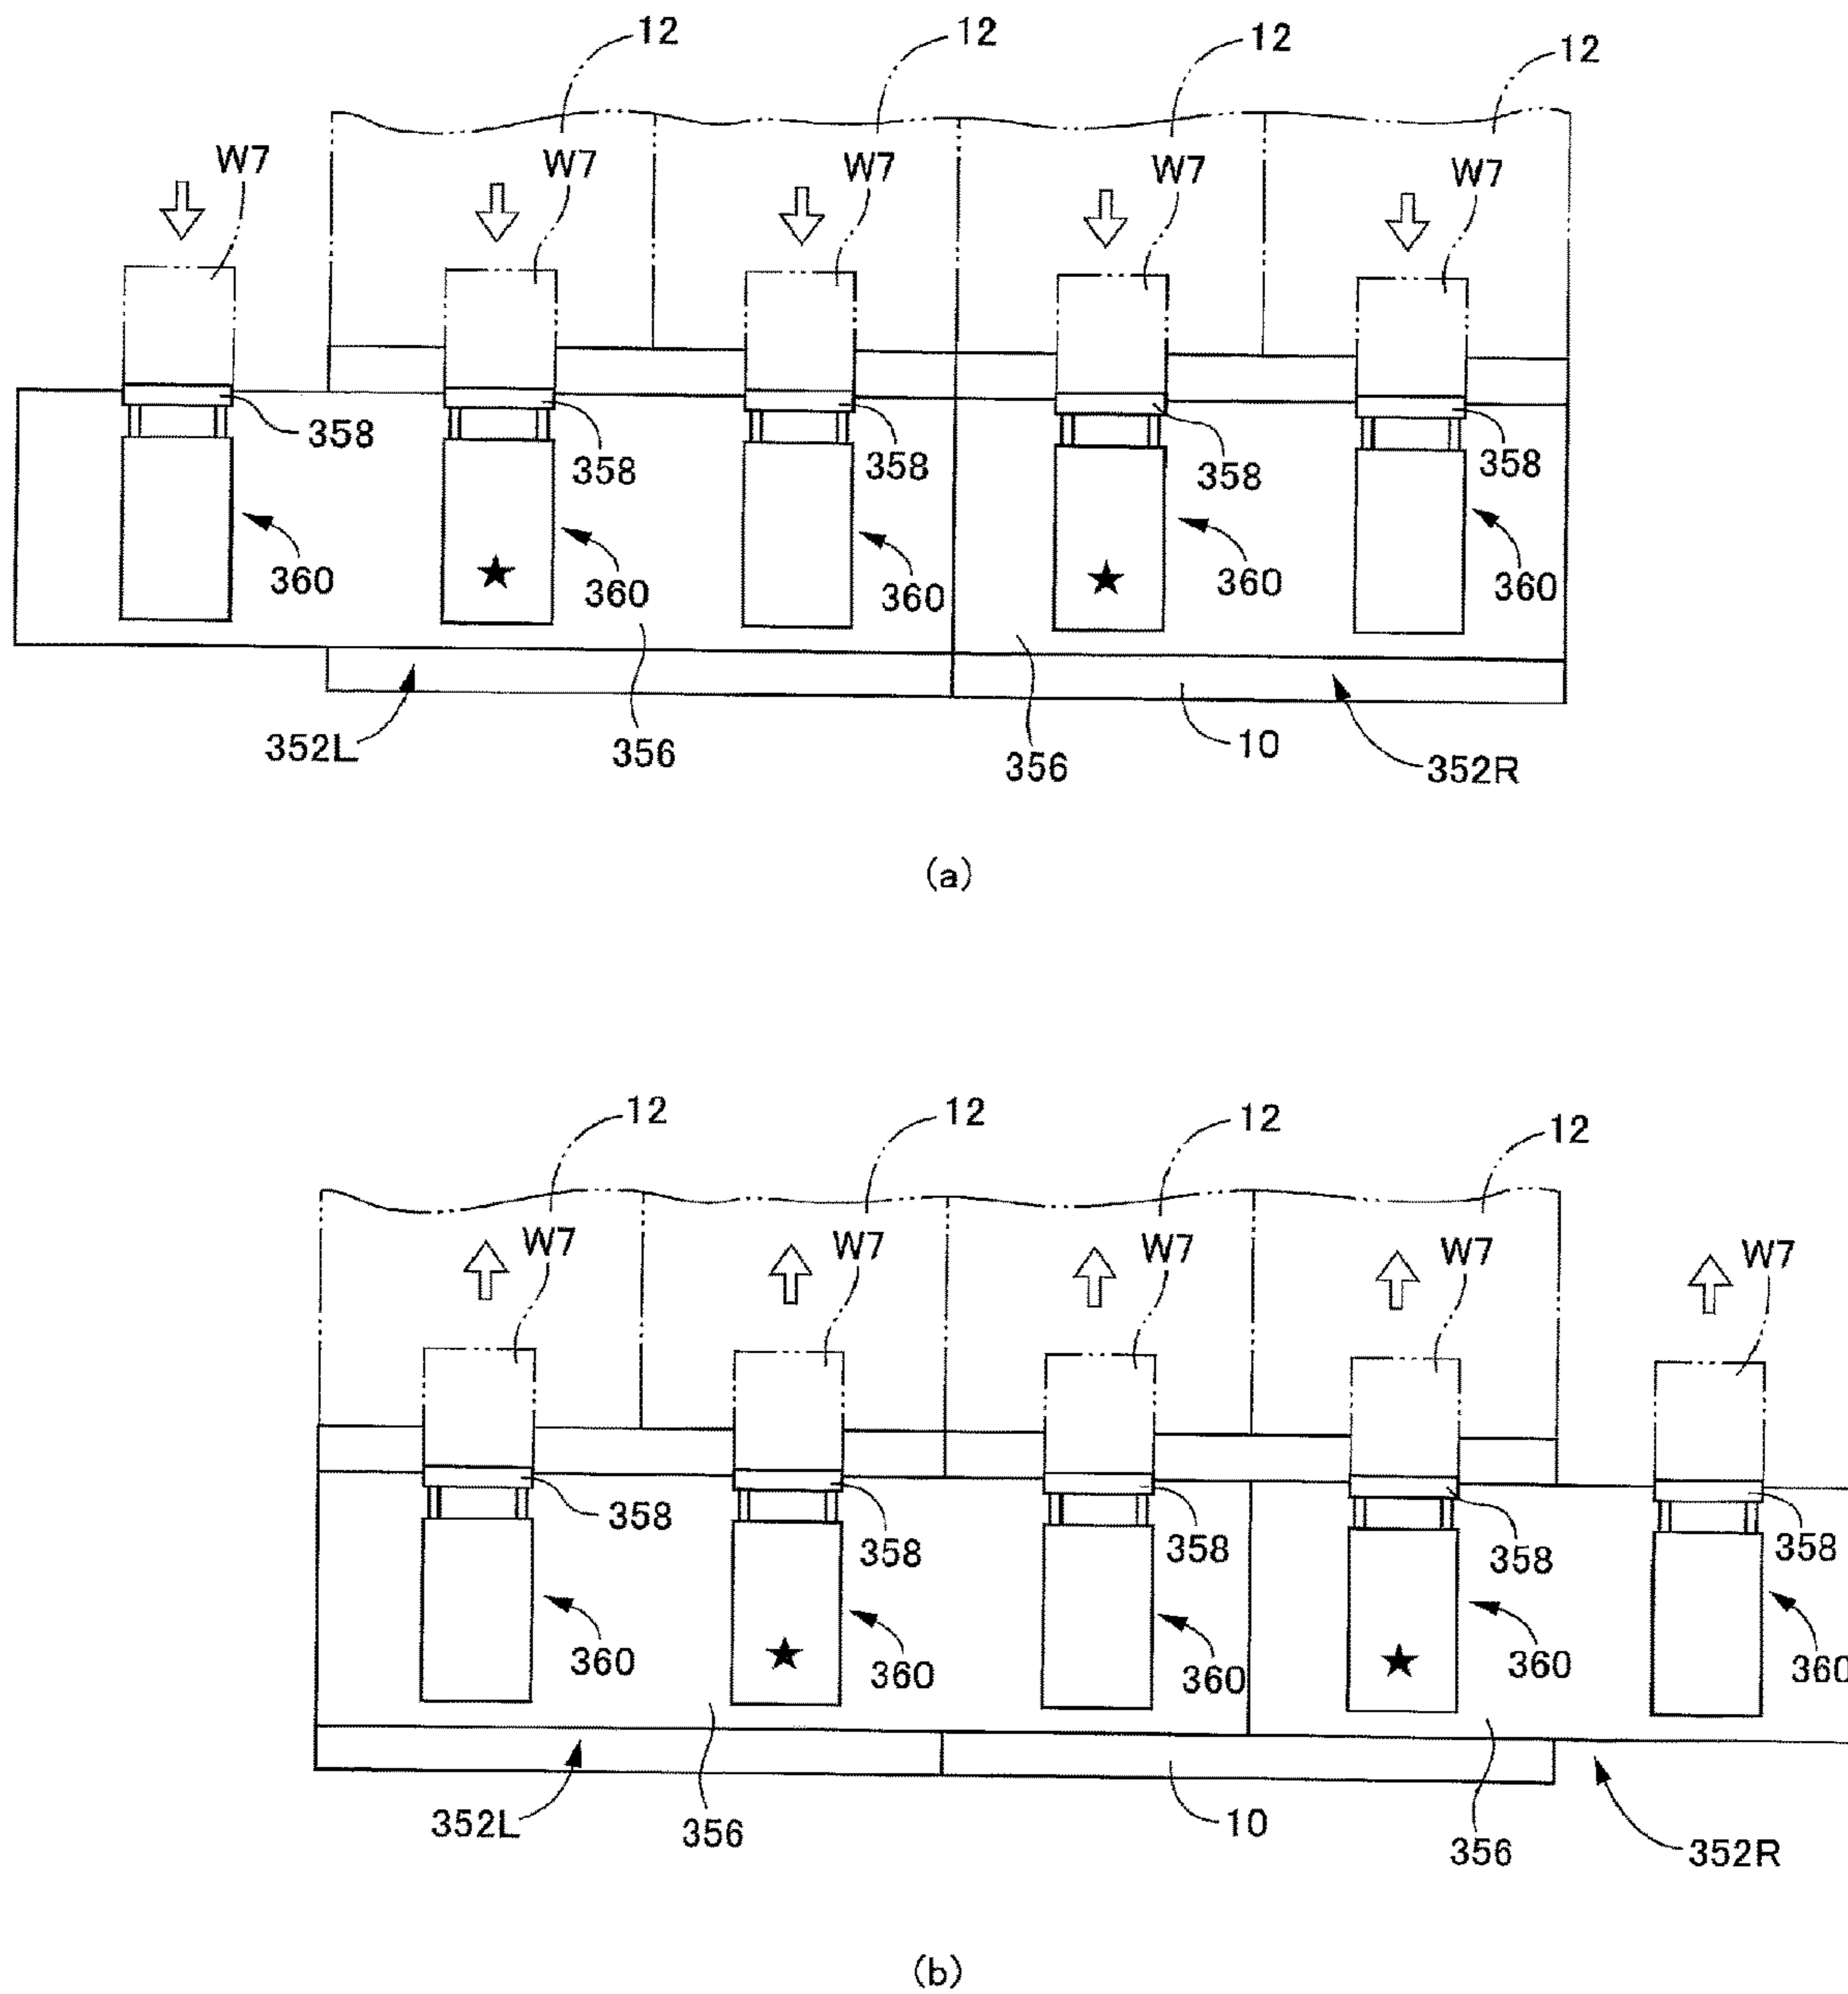 12 12 12 12
W7 W7 W7 W7 W7
358 358 358 358 358
360 360 360 360 360
★ ★
352L 356 356 10 352R
(a)
12 12 12 12
W7 W7 W7 W7 W7
358 358 358 358 358
360 360 360 360 360
★ ★
352L 356 10 356 352R
(b)